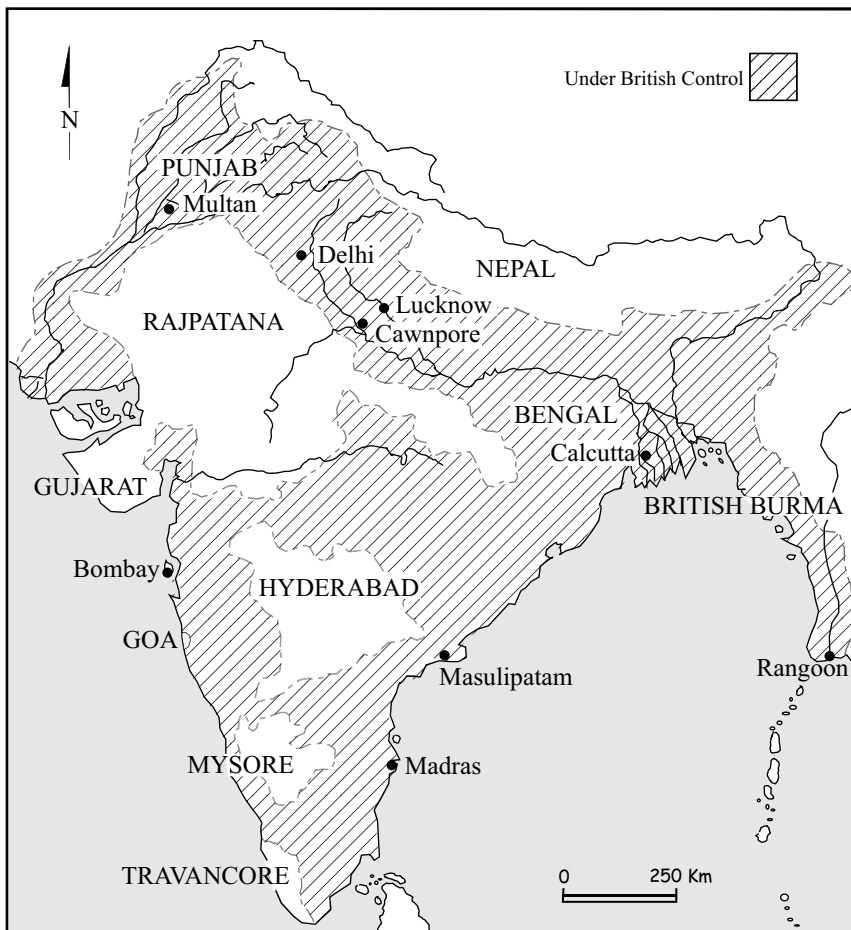 Under British Control
N
PUNJAB
Multan
Delhi
NEPAL
Lucknow
RAJPATANA
Cawnpore
BENGAL
Calcutta
GUJARAT
BRITISH BURMA
Bombay
HYDERABAD
GOA
Masulipatam
Rangoon
MYSORE
Madras
TRAVANCORE
0 250 Km